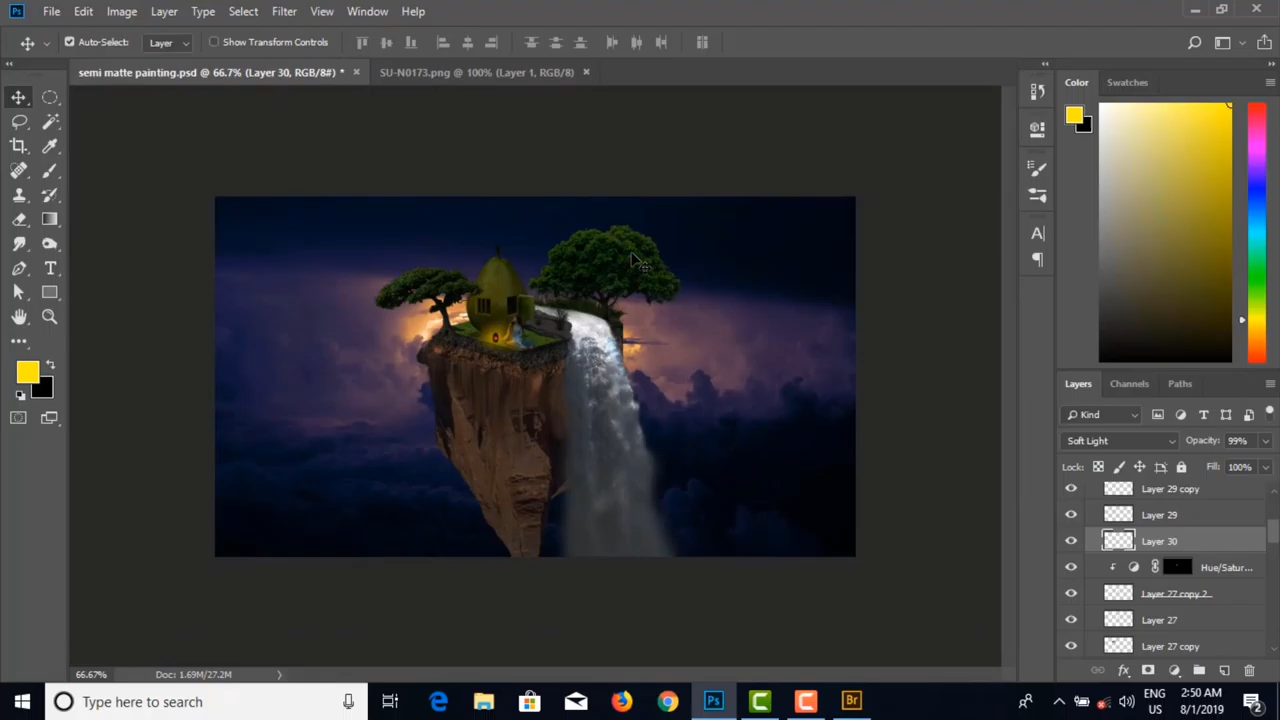 Ps File Edit Image Layer Type Select Filter View Window Help
Auto-Select: Layer Show Transform Controls
semi matte painting.psd @ 66.7% (Layer 30, RGB/8#) * SU-N0173.png @ 100% (Layer 1, RGB/8)
Color Swatches
Layers Channels Paths
Kind
Soft Light Opacity: 99%
Lock: Fill: 100%
Layer 29 copy
Layer 29
Layer 30
Hue/Satur...
Layer 27 copy 2
Layer 27
Layer 27 copy
66.67% Doc: 1.69M/27.2M
Type here to search
Ps
Br
ENG
US
2:50 AM
8/1/2019
2